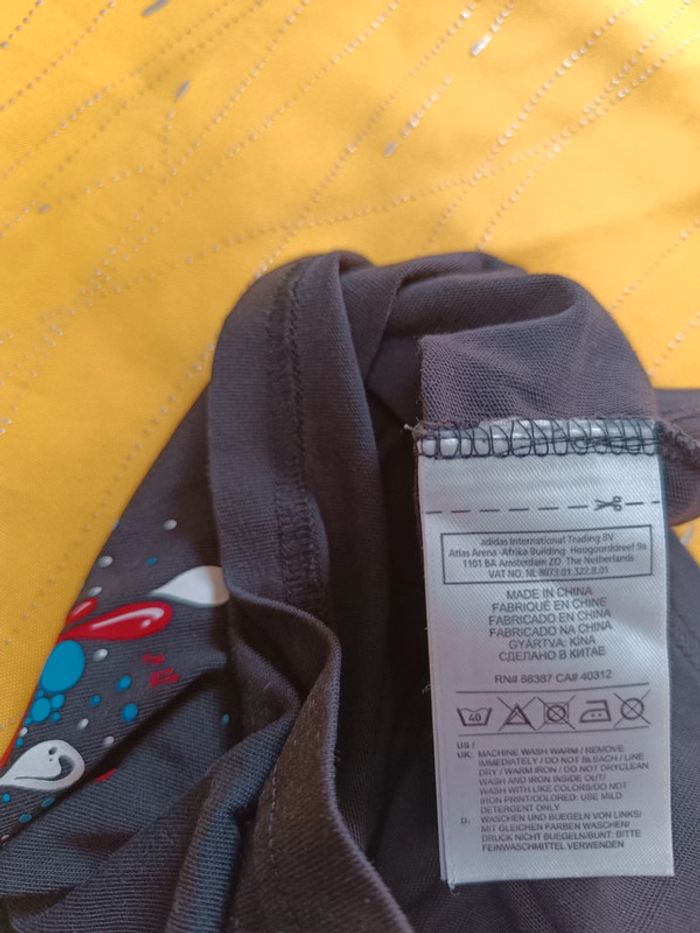 adidas International Trading BV
Atlas Arena -Afrika Building- Hoogoorddreef 9a
1101 BA Amsterdam ZO The Netherlands
VAT NO. NL 8073.01.322.B.01
MADE IN CHINA
FABRIQUÉ EN CHINE
FABRICADO EN CHINA
FABRICADO NA CHINA
GYÁRTVA: KÍNA
СДЕЛАНО В КИТАЕ
RN# 88387 CA# 40312
40
US /
UK: MACHINE WASH WARM / REMOVE
IMMEDIATELY / DO NOT BLEACH / LINE
DRY / WARM IRON / DO NOT DRYCLEAN
WASH AND IRON INSIDE OUT/
WASH WITH LIKE COLORS/DO NOT
IRON PRINT/COLORED: USE MILD
DETERGENT ONLY
D: WASCHEN UND BUEGELN VON LINKS/
MIT GLEICHEN FARBEN WASCHEN/
DRUCK NICHT BUEGELN/BUNT: BITTE
FEINWASCHMITTEL VERWENDEN